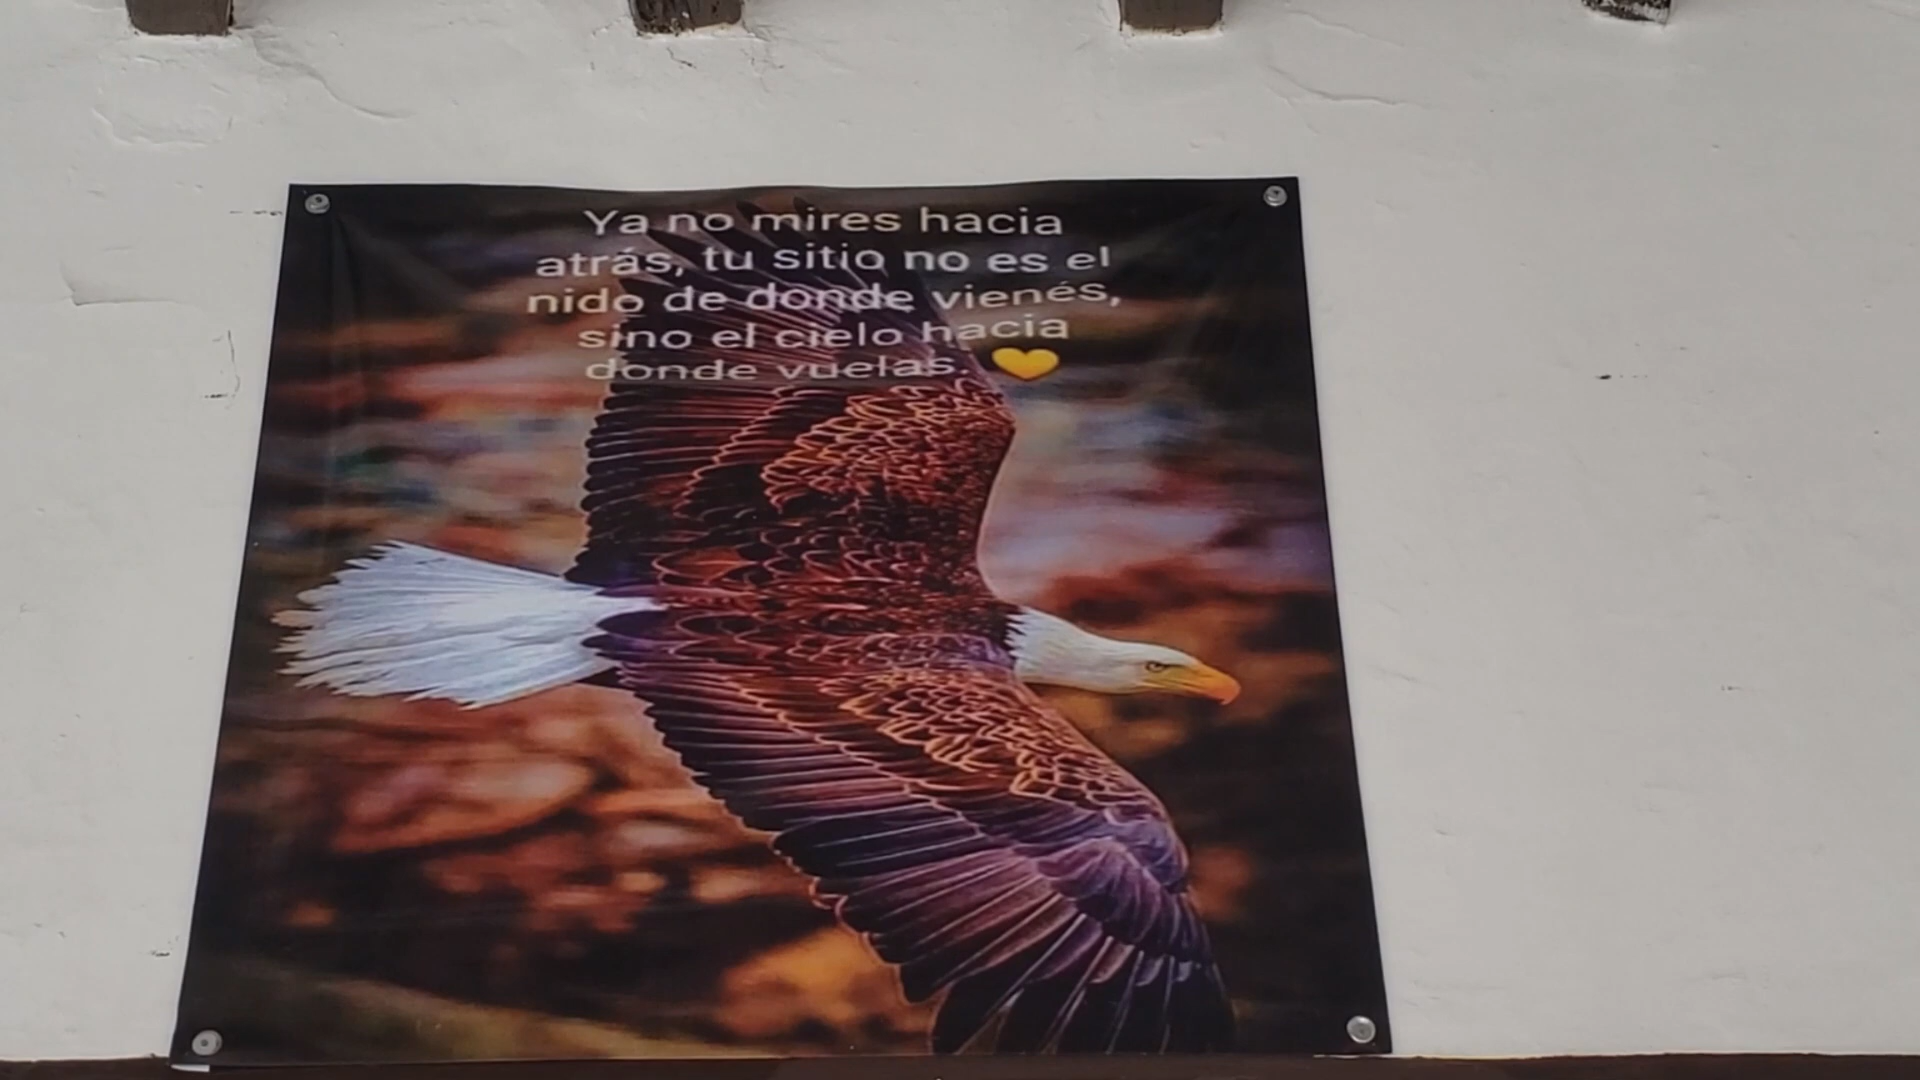 Ya no mires hacia
atrás, tu sitio no es el
nido de donde vienés,
sino el cielo hacia
donde vuelas. 💛